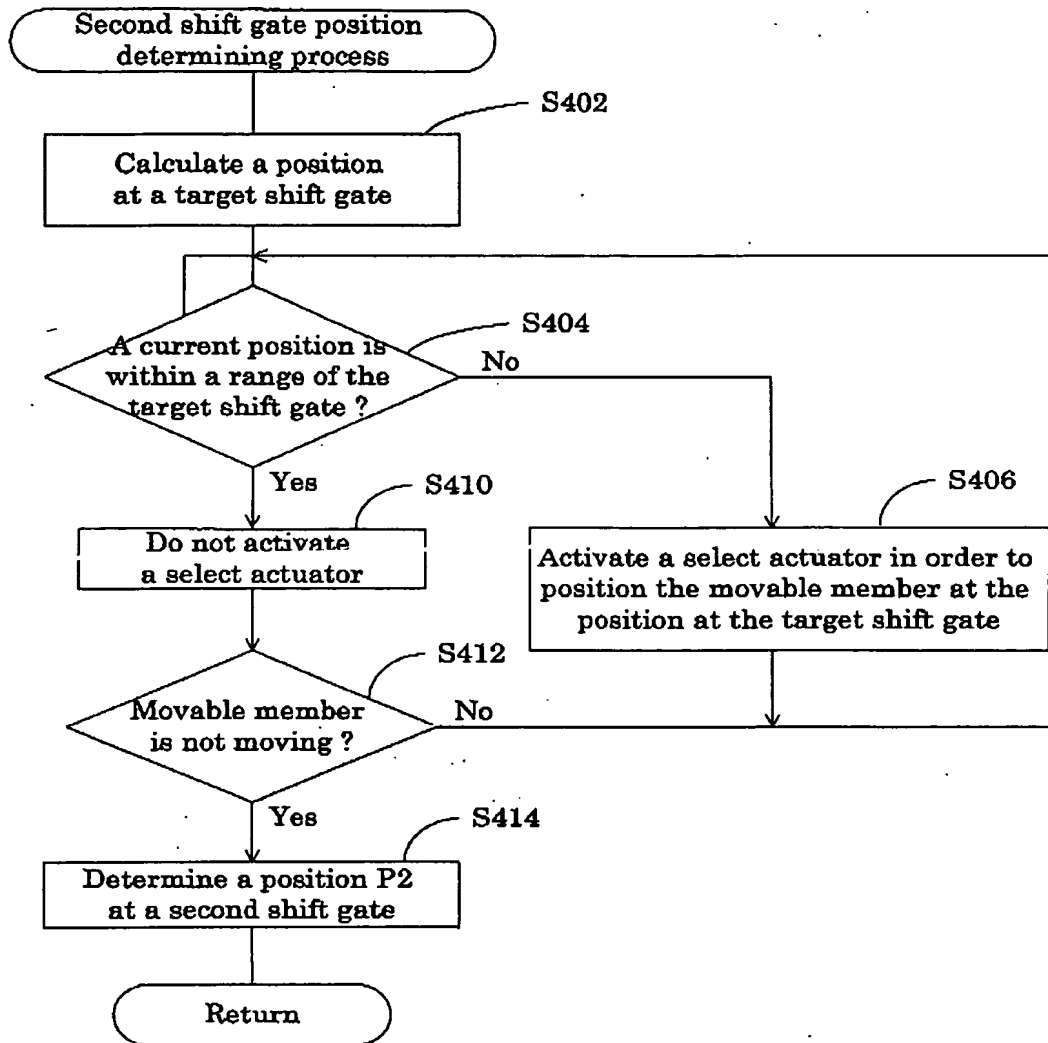 Second shift gate position
determining process
S402
Calculate a position
at a target shift gate
S404
A current position is
within a range of the
target shift gate ?
No
Yes
S410
S406
Do not activate
a select actuator
Activate a select actuator in order to
position the movable member at the
position at the target shift gate
S412
Movable member
is not moving ?
No
Yes
S414
Determine a position P2
at a second shift gate
Return